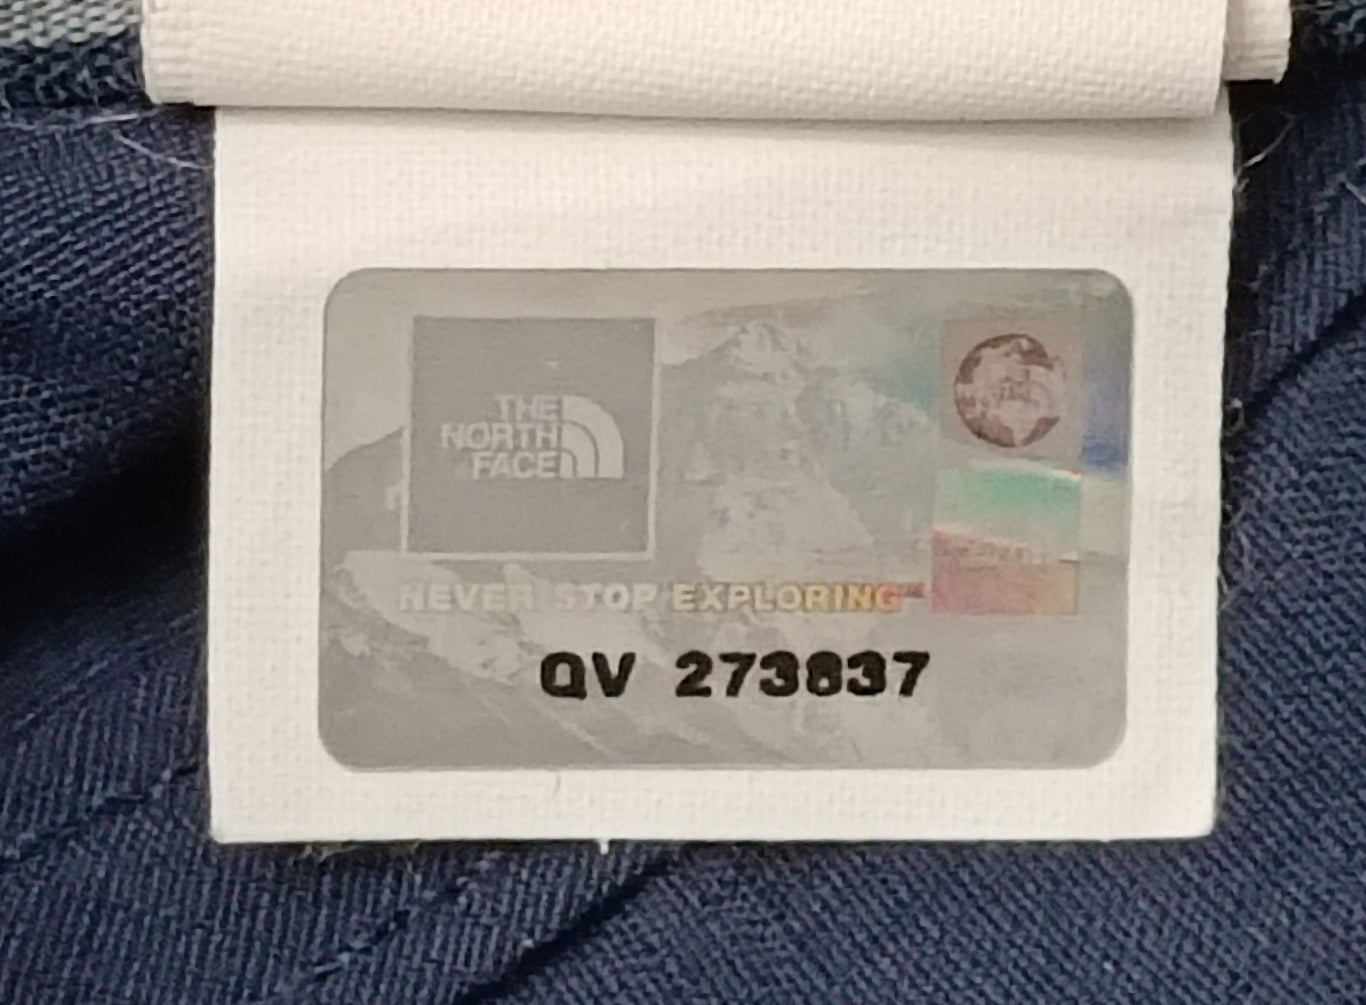 THE
NORTH
FACE
NEVER STOP EXPLORING
QV 273837